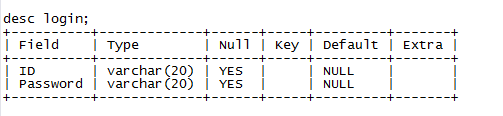 desc login;
+----------+-------------+------+-----+---------+-------+
| Field    | Type        | Null | Key | Default | Extra |
+----------+-------------+------+-----+---------+-------+
| ID       | varchar(20) | YES  |     | NULL    |       |
| Password | varchar(20) | YES  |     | NULL    |       |
+----------+-------------+------+-----+---------+-------+